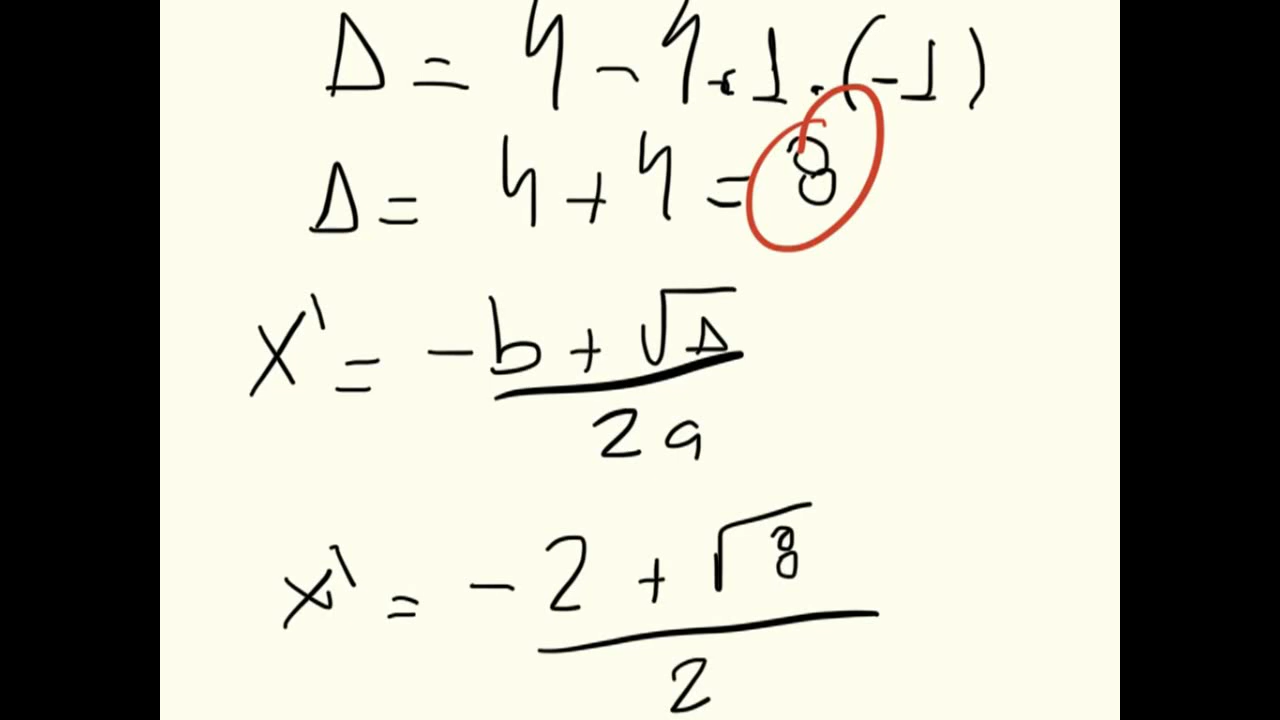 Δ = 4 - 4 . 1 . (-1)
Δ = 4 + 4 = 8
X' = -b + √Δ
2a
x' = -2 + √8
2